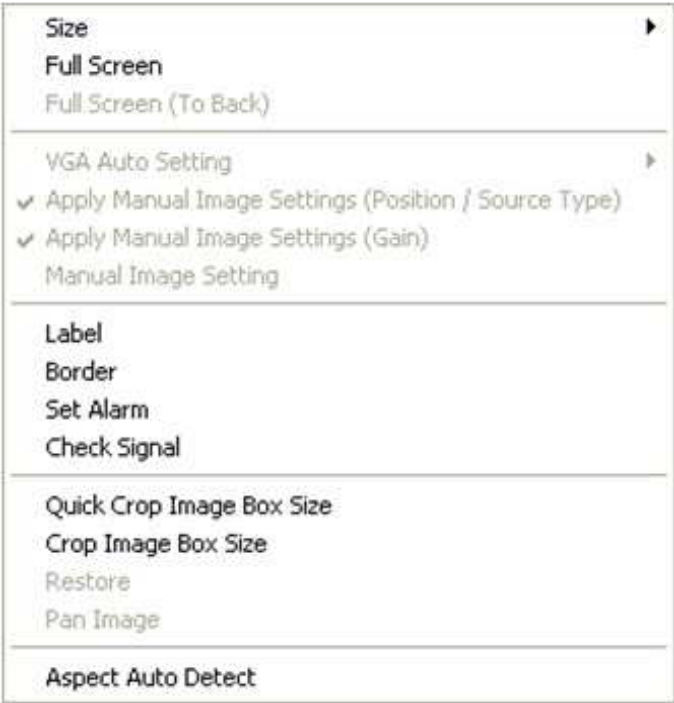 Size
Full Screen
Full Screen (To Back)
VGA Auto Setting
Apply Manual Image Settings (Position / Source Type)
Apply Manual Image Settings (Gain)
Manual Image Setting
Label
Border
Set Alarm
Check Signal
Quick Crop Image Box Size
Crop Image Box Size
Restore
Pan Image
Aspect Auto Detect